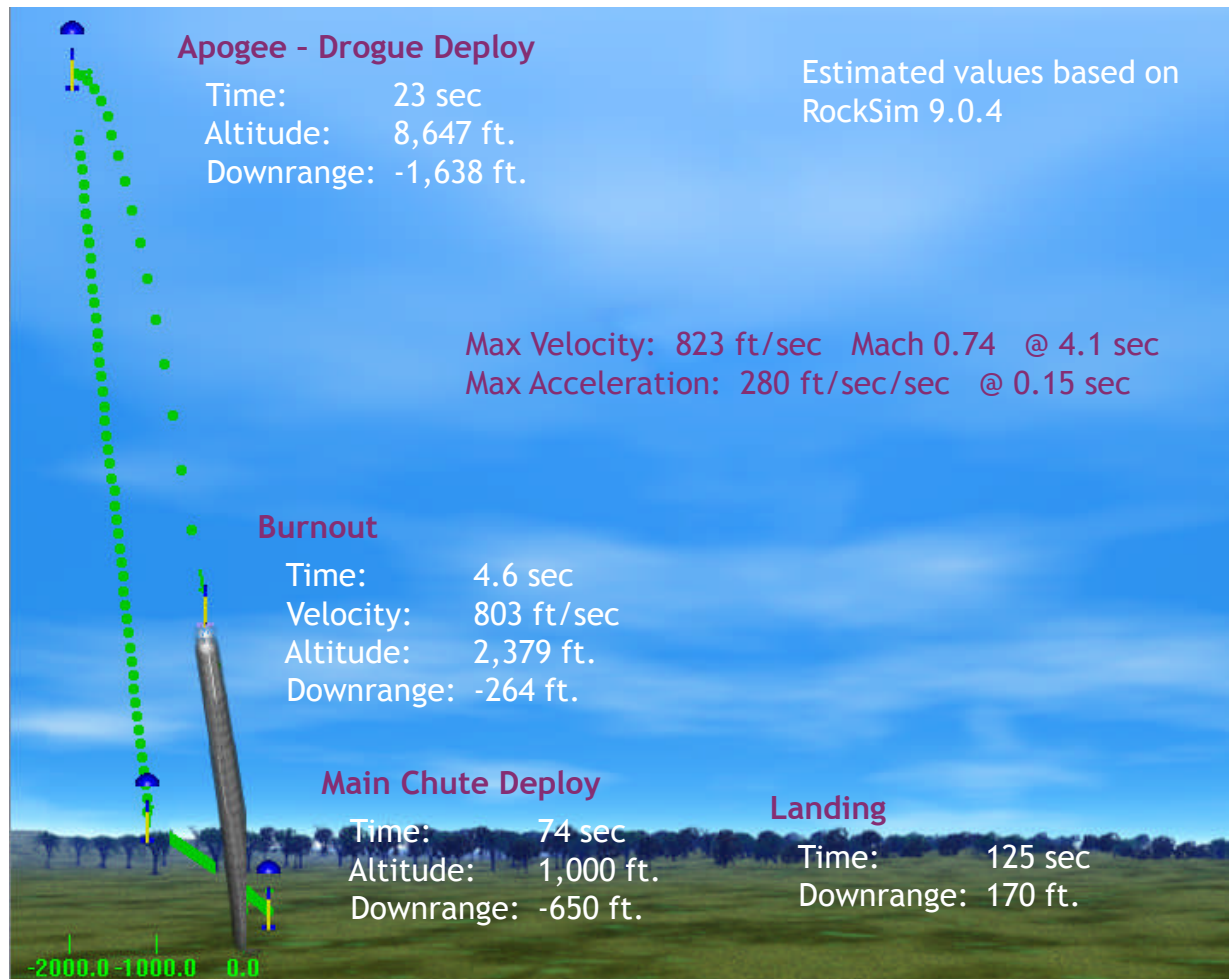 Apogee – Drogue Deploy
Time: 23 sec
Altitude: 8,647 ft.
Downrange: -1,638 ft.
Estimated values based on
RockSim 9.0.4
Max Velocity: 823 ft/sec Mach 0.74 @ 4.1 sec
Max Acceleration: 280 ft/sec/sec @ 0.15 sec
Burnout
Time: 4.6 sec
Velocity: 803 ft/sec
Altitude: 2,379 ft.
Downrange: -264 ft.
Main Chute Deploy
Time: 74 sec
Altitude: 1,000 ft.
Downrange: -650 ft.
Landing
Time: 125 sec
Downrange: 170 ft.
-2000.0 -1000.0 0.0